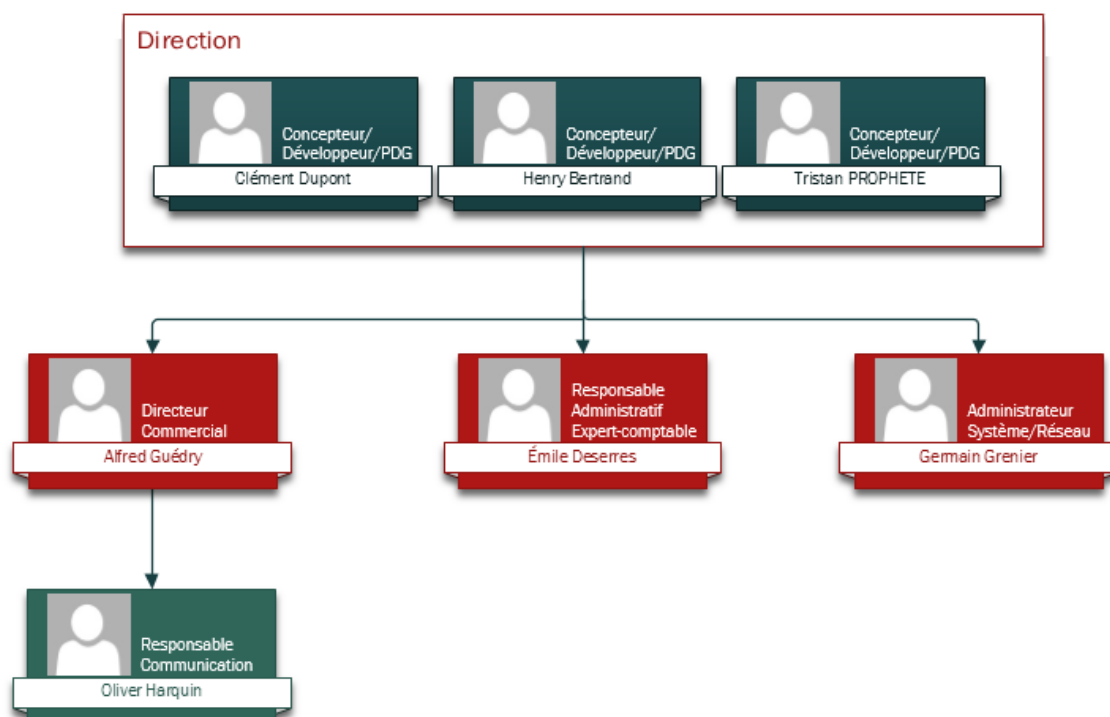 Direction
Concepteur/
Développeur/PDG
Clément Dupont
Concepteur/
Développeur/PDG
Henry Bertrand
Concepteur/
Développeur/PDG
Tristan PROPHETE
Directeur
Commercial
Alfred Guédry
Responsable
Administratif
Expert-comptable
Émile Deserres
Administrateur
Système/Réseau
Germain Grenier
Responsable
Communication
Oliver Harquin